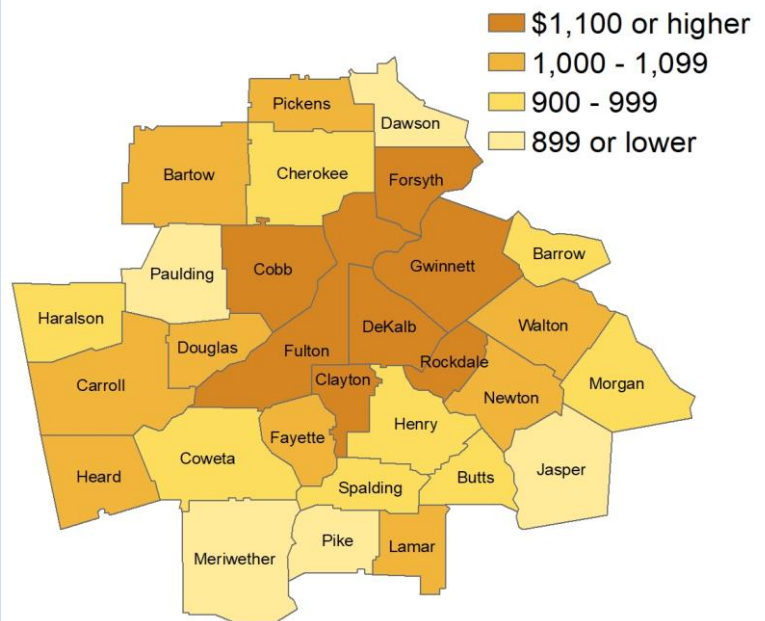 $1,100 or higher
1,000 - 1,099
900 - 999
899 or lower
Pickens
Dawson
Bartow
Cherokee
Forsyth
Paulding
Cobb
Gwinnett
Barrow
Haralson
Douglas
Fulton
DeKalb
Walton
Carroll
Clayton
Rockdale
Newton
Morgan
Heard
Coweta
Fayette
Henry
Spalding
Butts
Jasper
Meriwether
Pike
Lamar